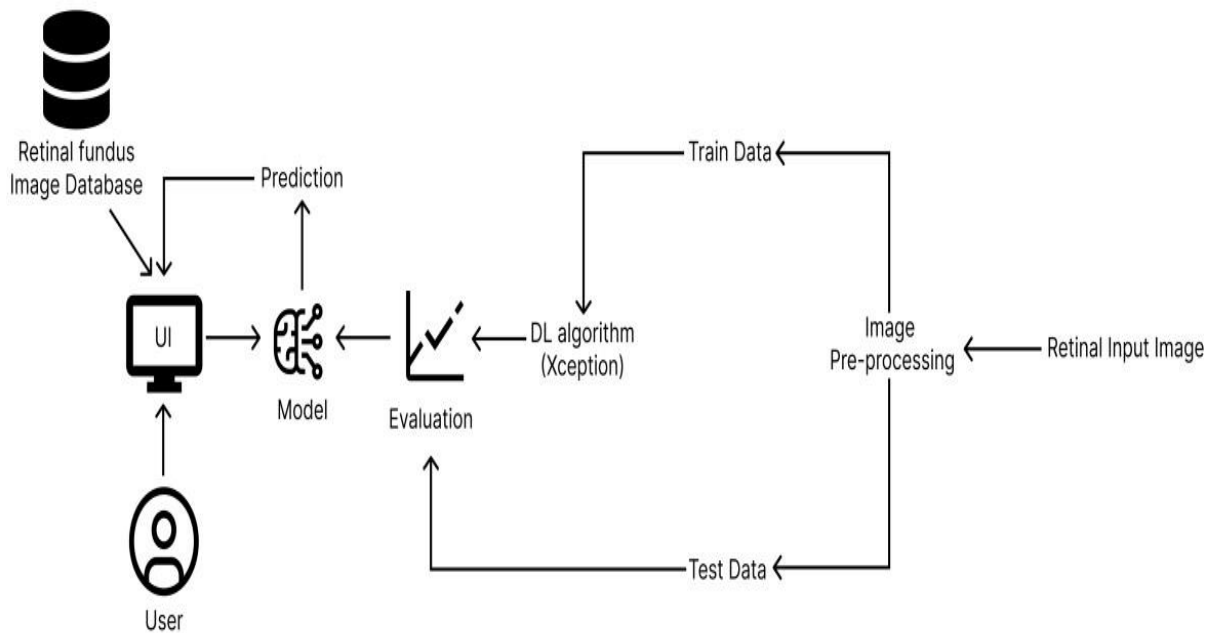 Retinal fundus
Image Database
Prediction
Train Data
UI
Model
Evaluation
DL algorithm
(Xception)
Image
Pre-processing
Retinal Input Image
Test Data
User